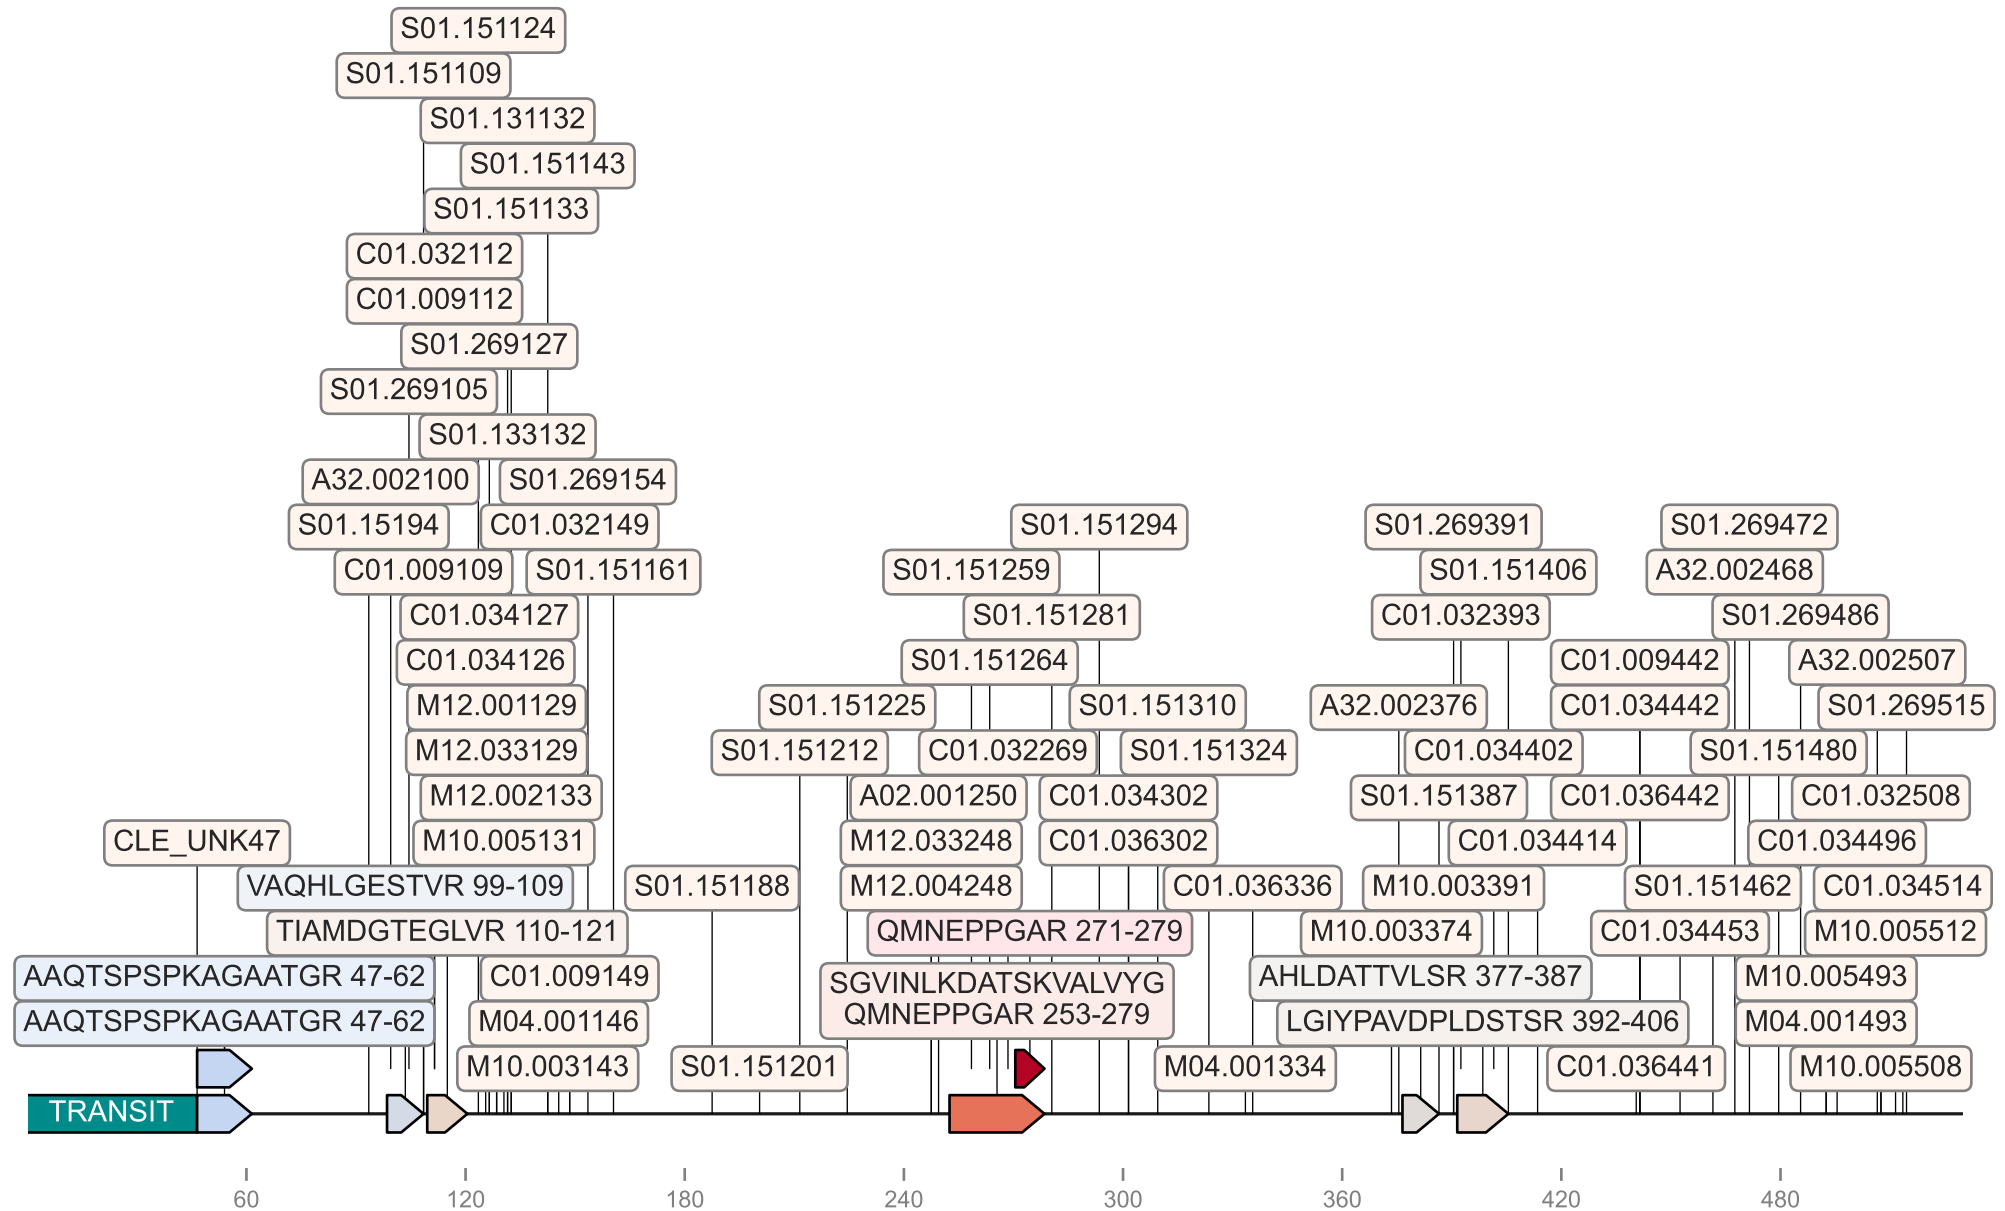 S01.151124
S01.151109
S01.131132
S01.151143
S01.151133
C01.032112
C01.009112
S01.269127
S01.269105
S01.133132
A32.002100 S01.269154
S01.15194 C01.032149 S01.151294 S01.269391 S01.269472
C01.009109 S01.151161 S01.151259 S01.151406 A32.002468
C01.034127 S01.151281 C01.032393 S01.269486
C01.034126 S01.151264 C01.009442 A32.002507
M12.001129 S01.151225 S01.151310 A32.002376 C01.034442 S01.269515
M12.033129 S01.151212 C01.032269 S01.151324 C01.034402 S01.151480
M12.002133 A02.001250 C01.034302 S01.151387 C01.036442 C01.032508
CLE_UNK47 M10.005131 M12.033248 C01.036302 C01.034414 C01.034496
VAQHLGESTVR 99-109 S01.151188 M12.004248 C01.036336 M10.003391 S01.151462 C01.034514
TIAMDGTEGLVR 110-121 QMNEPPGAR 271-279 M10.003374 C01.034453 M10.005512
AAQTSPSPKAGAATGR 47-62 C01.009149 SGVINLKDATSKVALVYG AHLDATTVLSR 377-387 M10.005493
AAQTSPSPKAGAATGR 47-62 M04.001146 QMNEPPGAR 253-279 LGIYPAVDPLDSTSR 392-406 M04.001493
M10.003143 S01.151201 M04.001334 C01.036441 M10.005508
TRANSIT
60 120 180 240 300 360 420 480